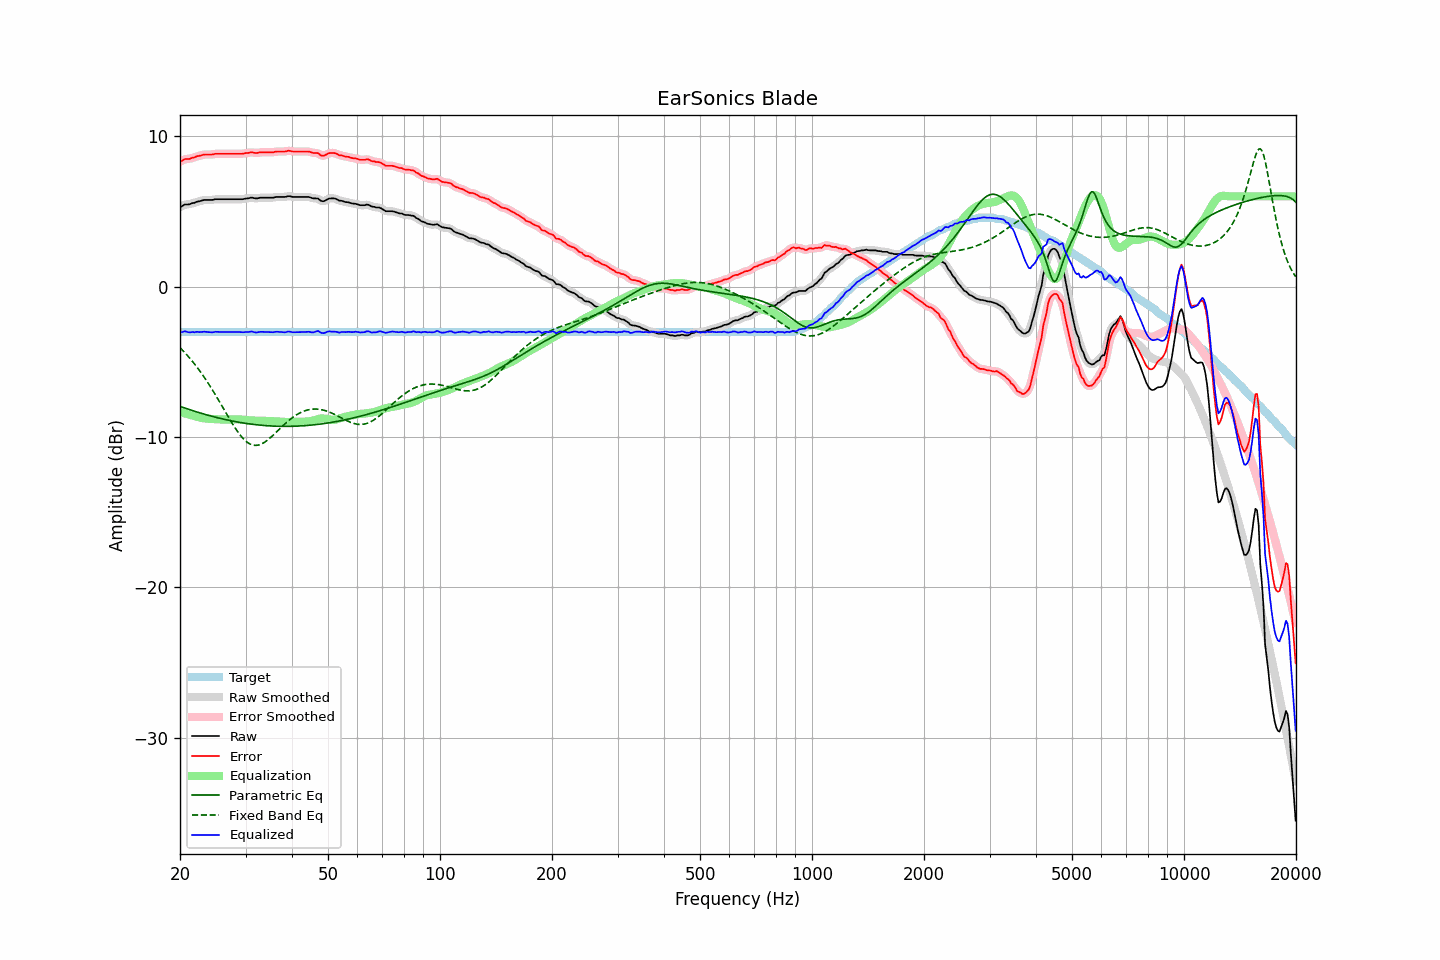 EarSonics Blade
10
0
−10
−20
−30
Amplitude (dBr)
Target
Raw Smoothed
Error Smoothed
Raw
Error
Equalization
Parametric Eq
Fixed Band Eq
Equalized
20 50 100 200 500 1000 2000 5000 10000 20000
Frequency (Hz)